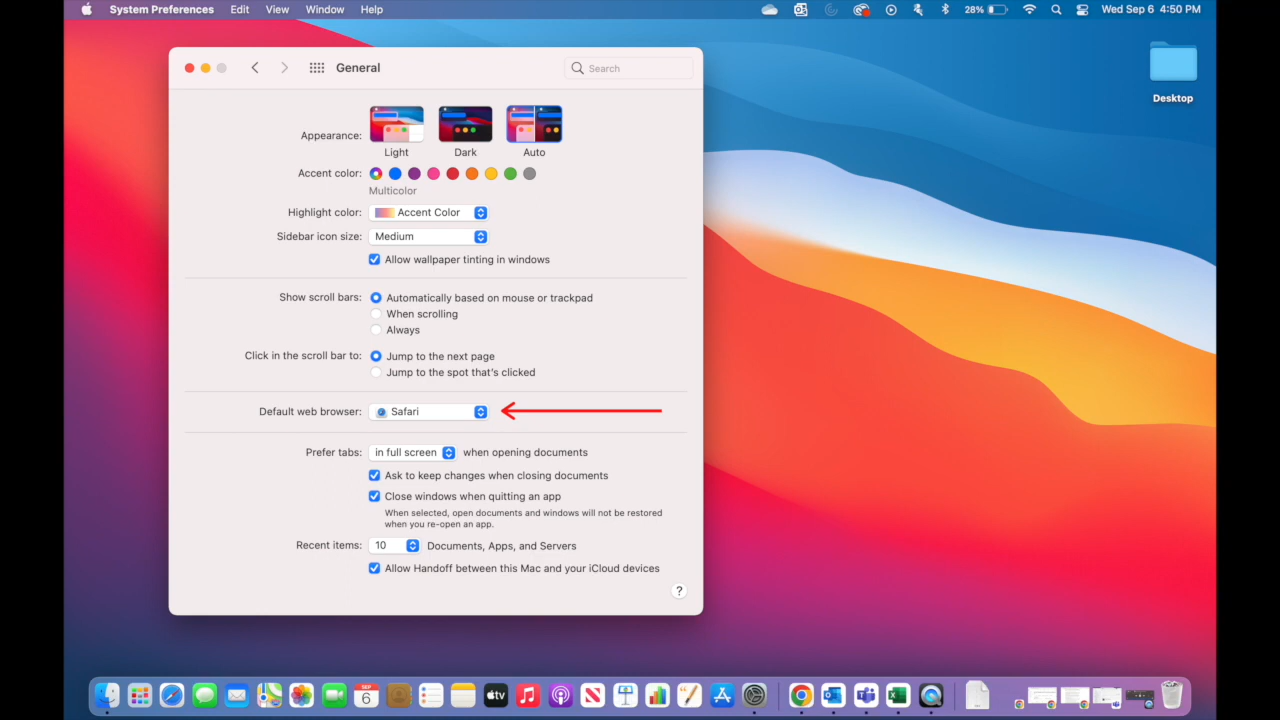 System Preferences Edit View Window Help 28% Wed Sep 6 4:50 PM
General
Search
Desktop
Appearance:
Light Dark Auto
Accent color:
Multicolor
Highlight color: Accent Color
Sidebar icon size: Medium
Allow wallpaper tinting in windows
Show scroll bars: Automatically based on mouse or trackpad
When scrolling
Always
Click in the scroll bar to: Jump to the next page
Jump to the spot that's clicked
Default web browser: Safari
Prefer tabs: in full screen when opening documents
Ask to keep changes when closing documents
Close windows when quitting an app
When selected, open documents and windows will not be restored
when you re-open an app.
Recent items: 10 Documents, Apps, and Servers
Allow Handoff between this Mac and your iCloud devices
?
SEP
6
tv